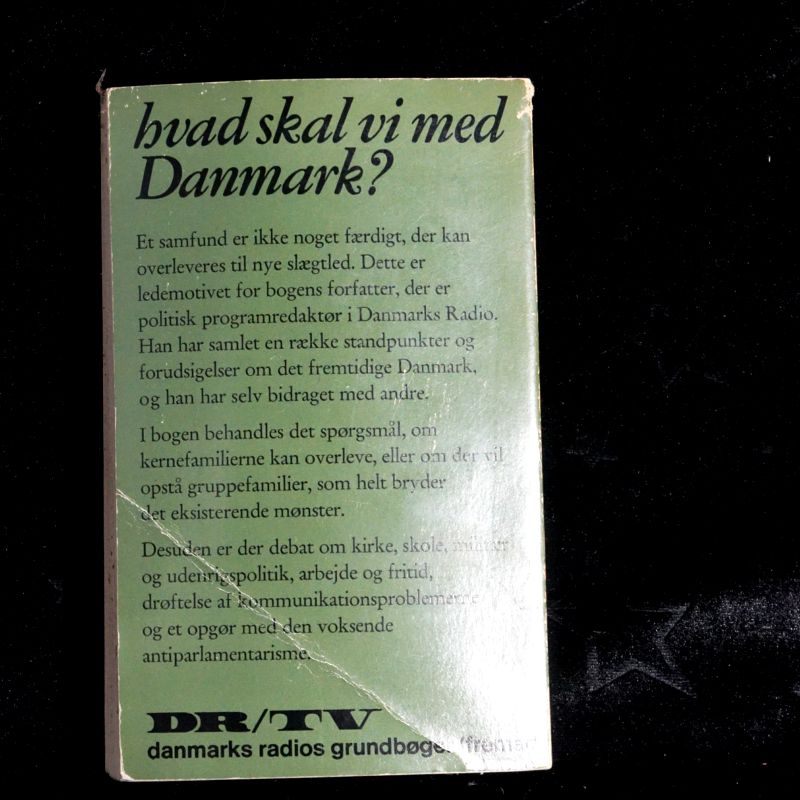 hvad skal vi med
Danmark?
Et samfund er ikke noget færdigt, der kan
overleveres til nye slægtled. Dette er
ledemotivet for bogens forfatter, der er
politisk programredaktør i Danmarks Radio.
Han har samlet en række standpunkter og
forudsigelser om det fremtidige Danmark,
og han har selv bidraget med andre.
I bogen behandles det spørgsmål, om
kernefamilierne kan overleve, eller om der vil
opstå gruppefamilier, som helt bryder
det eksisterende mønster.
Desuden er der debat om kirke, skole,
og udenrigspolitik, arbejde og fritid,
drøftelse af kommunikationsproblemerne
og et opgør med den voksende
antiparlamentarisme.
DR/TV
danmarks radios grundbøger/fremad